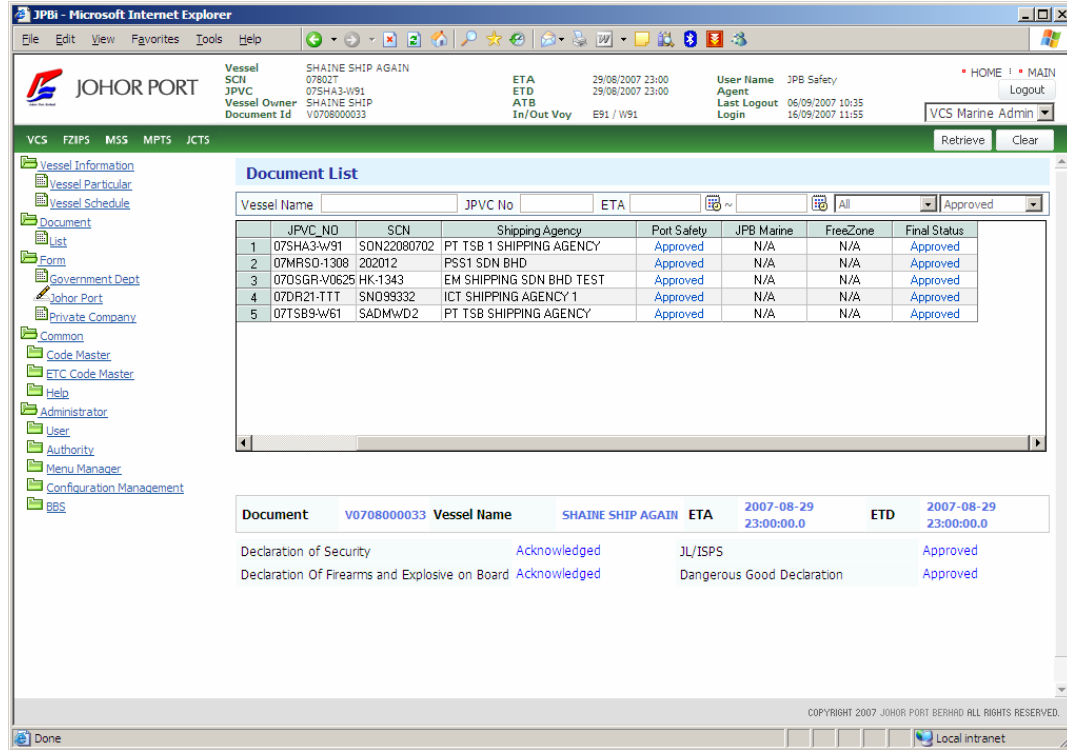 JPBi - Microsoft Internet Explorer
File Edit View Favorites Tools Help
JOHOR PORT
Vessel SHAINE SHIP AGAIN
SCN 07802T ETA 29/08/2007 23:00 User Name JPB Safety
JPVC 07SHA3-W91 ETD 29/08/2007 23:00 Agent
Vessel Owner SHAINE SHIP ATB Last Logout 06/09/2007 10:35
Document Id V0708000033 In/Out Voy E91 / W91 Login 16/09/2007 11:55
HOME MAIN
Logout
VCS Marine Admin
VCS FZIPS MSS MPTS JCTS Retrieve Clear
Vessel Information
Vessel Particular
Vessel Schedule
Document
List
Form
Government Dept
Johor Port
Private Company
Common
Code Master
ETC Code Master
Help
Administrator
User
Authority
Menu Manager
Configuration Management
BBS
Document List
Vessel Name JPVC No ETA ~ All Approved
JPVC_NO SCN Shipping Agency Port Safety JPB Marine FreeZone Final Status
1 07SHA3-W91 SON22080702 PT TSB 1 SHIPPING AGENCY Approved N/A N/A Approved
2 07MRSO-1308 202012 PSS1 SDN BHD Approved N/A N/A Approved
3 07OSGR-V0625 HK-1343 EM SHIPPING SDN BHD TEST Approved N/A N/A Approved
4 07DR21-TTT SNO99332 ICT SHIPPING AGENCY 1 Approved N/A N/A Approved
5 07TSB9-W61 SADMWD2 PT TSB SHIPPING AGENCY Approved N/A N/A Approved
Document V0708000033 Vessel Name SHAINE SHIP AGAIN ETA 2007-08-29 23:00:00.0 ETD 2007-08-29 23:00:00.0
Declaration of Security Acknowledged JL/ISPS Approved
Declaration Of Firearms and Explosive on Board Acknowledged Dangerous Good Declaration Approved
COPYRIGHT 2007 JOHOR PORT BERHAD ALL RIGHTS RESERVED.
Done Local intranet